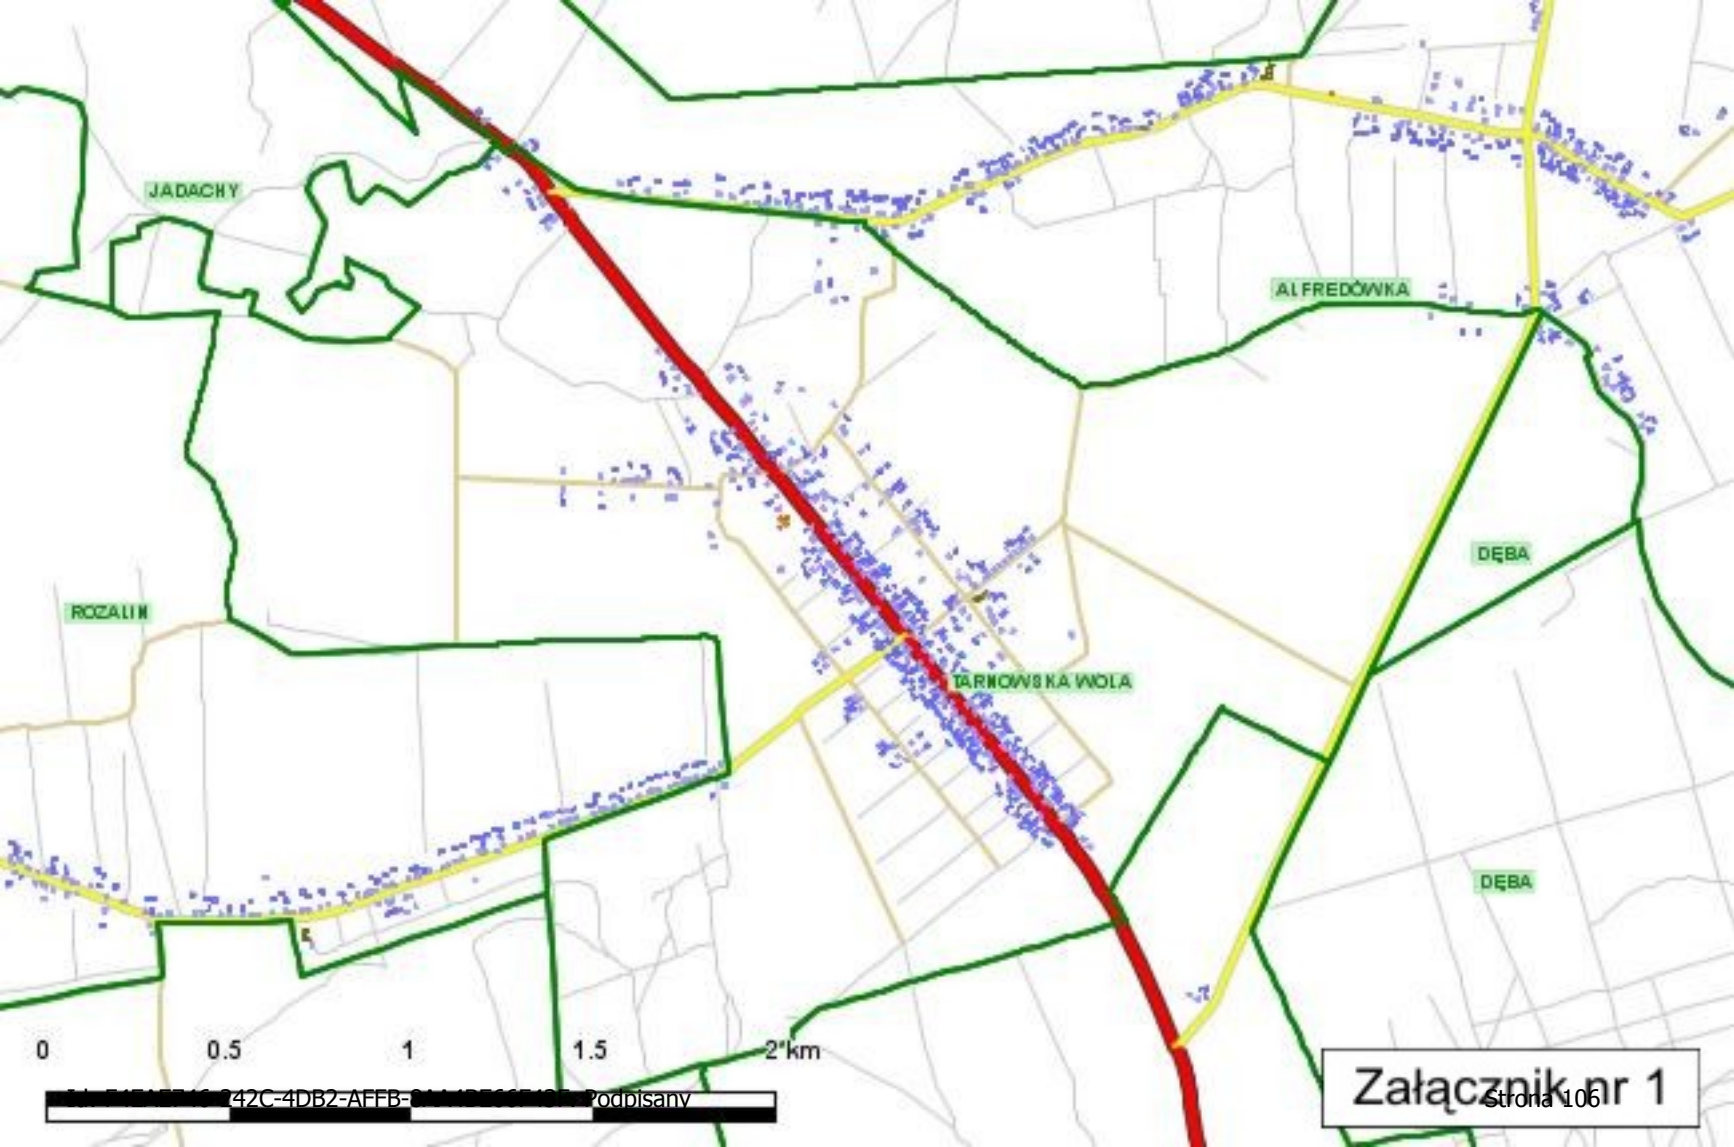 JADACHY
ALFREDÓWKA
DĘBA
ROZALIN
TARNOWSKA WOLA
DĘBA
0 0.5 1 1.5 2 km
Podpisany
Załącznik nr 1
Strona 106